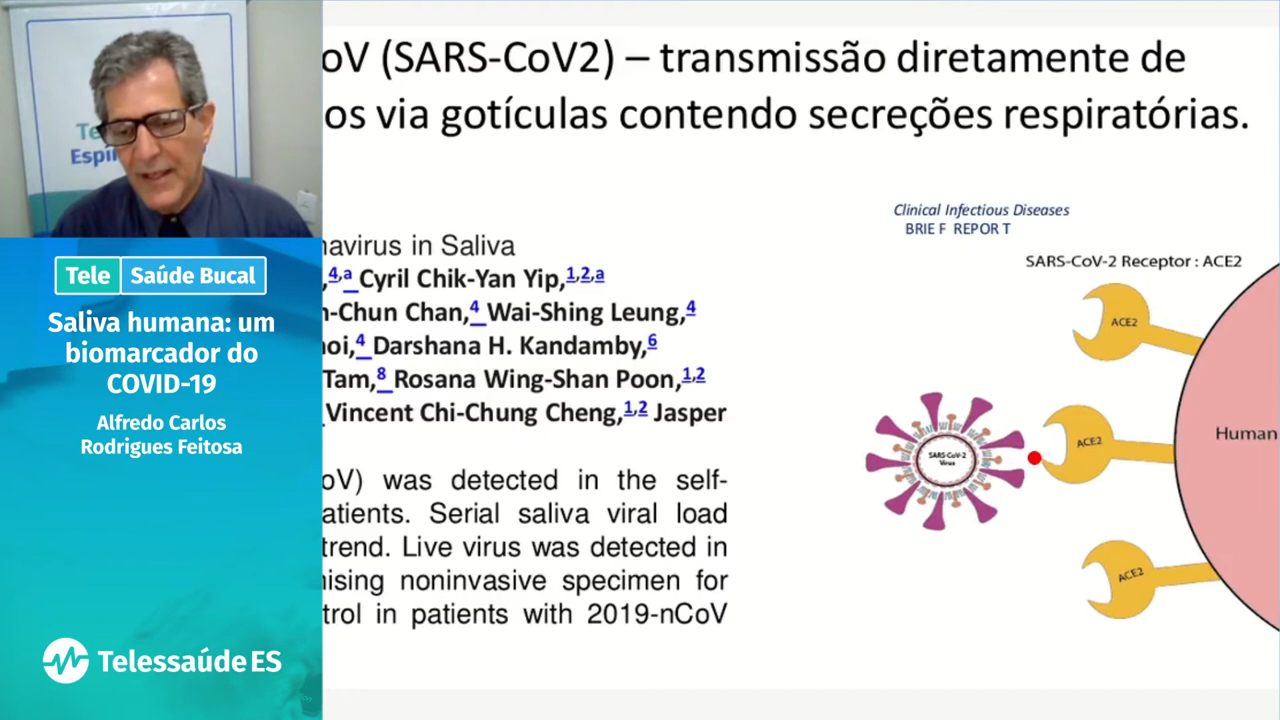 Te
Espí
Tele Saúde Bucal
Saliva humana: um
biomarcador do
COVID-19
Alfredo Carlos
Rodrigues Feitosa
Telessaúde ES
oV (SARS-CoV2) – transmissão diretamente de
os via gotículas contendo secreções respiratórias.
Clinical Infectious Diseases
BRIEF REPORT
navirus in Saliva
,4,a Cyril Chik-Yan Yip,1,2,a
n-Chun Chan,4 Wai-Shing Leung,4
noi,4 Darshana H. Kandamby,6
Tam,8 Rosana Wing-Shan Poon,1,2
Vincent Chi-Chung Cheng,1,2 Jasper
oV) was detected in the self-
atients. Serial saliva viral load
trend. Live virus was detected in
nising noninvasive specimen for
trol in patients with 2019-nCoV
SARS-CoV-2 Receptor : ACE2
ACE2
SARS-CoV-2
Virus
ACE2
Human
ACE2